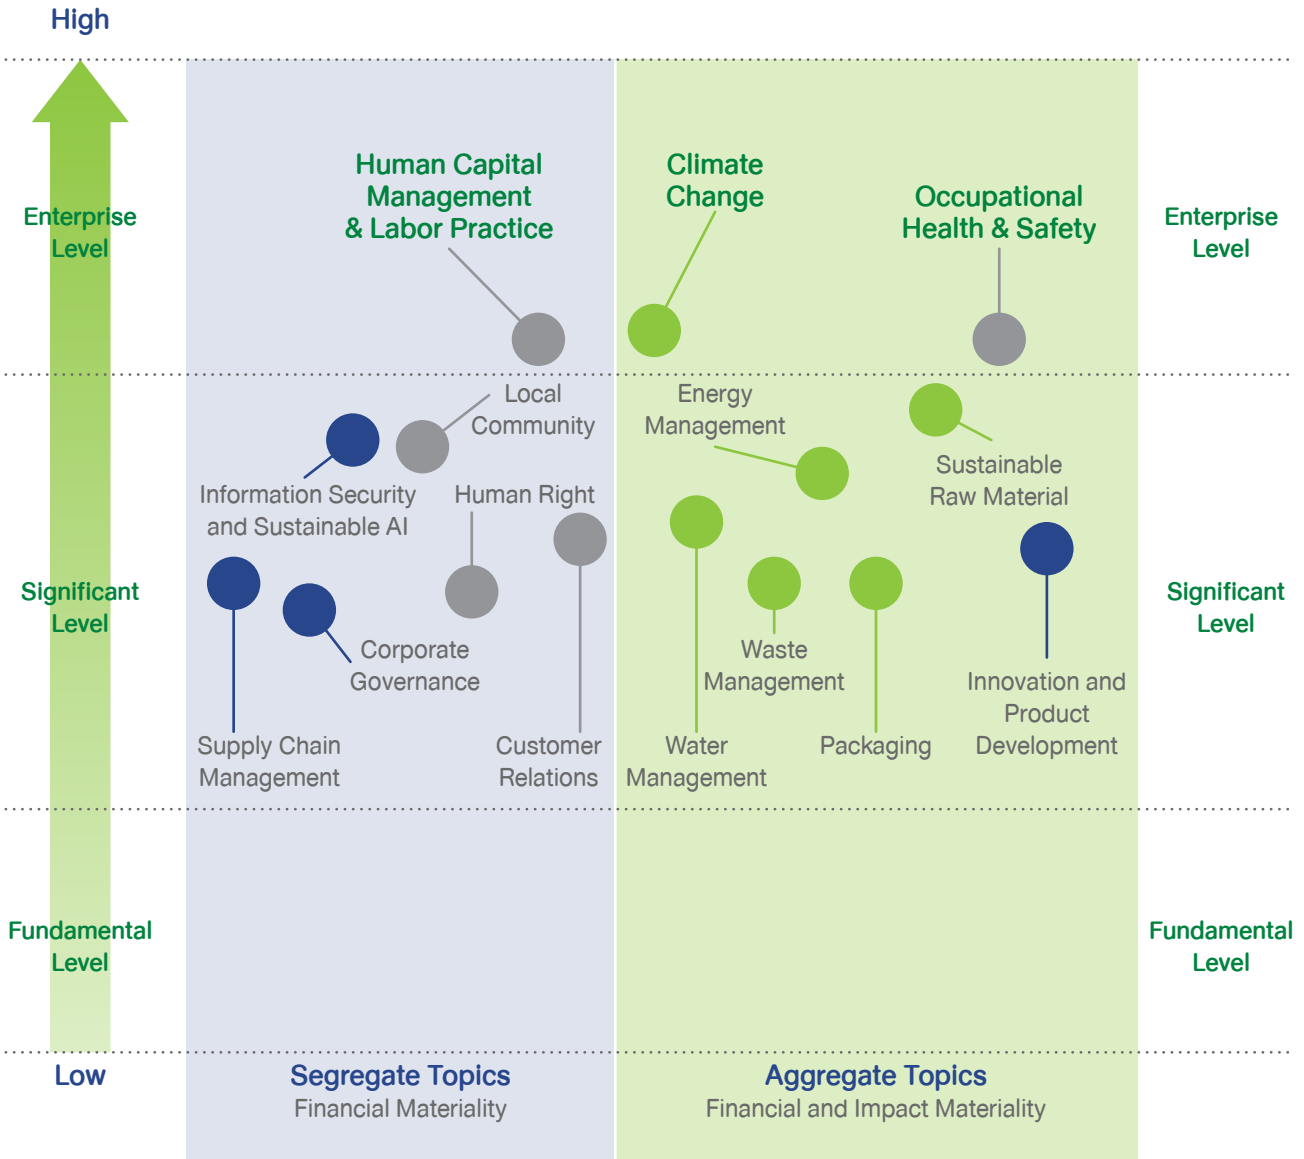 High
Human Capital
Management
& Labor Practice
Climate
Change
Occupational
Health & Safety
Enterprise
Level
Enterprise
Level
Local
Community
Energy
Management
Sustainable
Raw Material
Information Security
and Sustainable AI
Human Right
Significant
Level
Significant
Level
Corporate
Governance
Waste
Management
Innovation and
Product
Development
Supply Chain
Management
Customer
Relations
Water
Management
Packaging
Fundamental
Level
Fundamental
Level
Low
Segregate Topics
Financial Materiality
Aggregate Topics
Financial and Impact Materiality